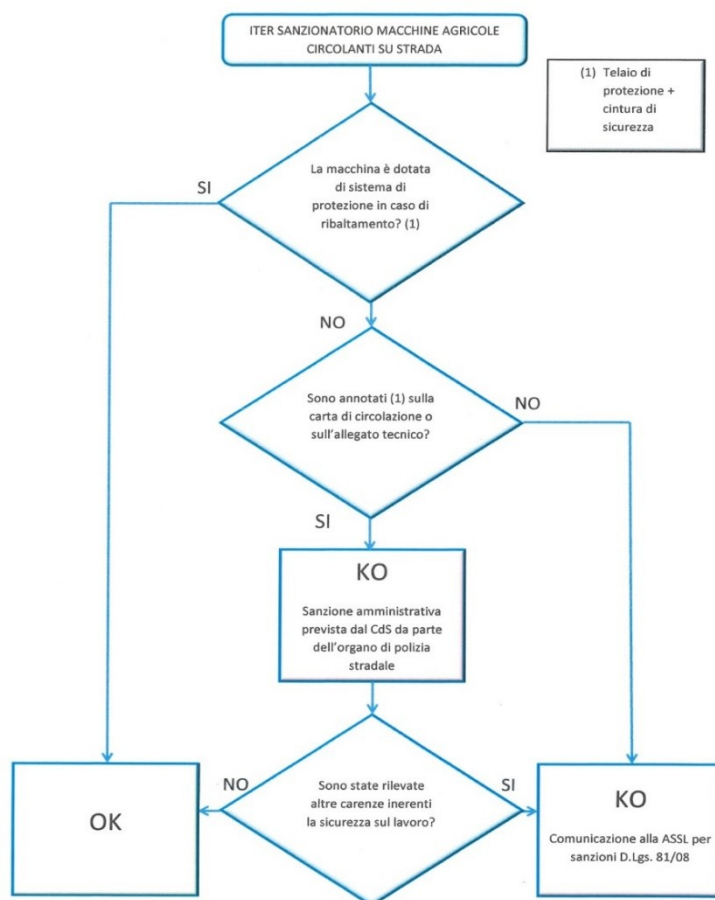 ITER SANZIONATORIO MACCHINE AGRICOLE
CIRCOLANTI SU STRADA
(1) Telaio di
protezione +
cintura di
sicurezza
La macchina è dotata
di sistema di
protezione in caso di
ribaltamento? (1)
SI
NO
Sono annotati (1) sulla
carta di circolazione o
sull'allegato tecnico?
NO
SI
KO
Sanzione amministrativa
prevista dal CdS da parte
dell'organo di polizia
stradale
Sono state rilevate
altre carenze inerenti
la sicurezza sul lavoro?
NO
SI
OK
KO
Comunicazione alla ASSL per
sanzioni D.Lgs. 81/08